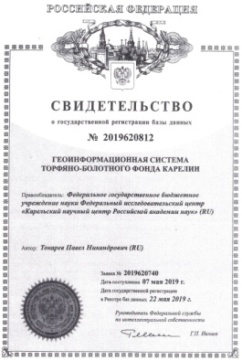 РОССИЙСКАЯ ФЕДЕРАЦИЯ
СВИДЕТЕЛЬСТВО
о государственной регистрации базы данных
№ 2019620812
ГЕОИНФОРМАЦИОННАЯ СИСТЕМА
ТОРФЯНО-БОЛОТНОГО ФОНДА КАРЕЛИИ
Правообладатель: Федеральное государственное бюджетное
учреждение науки Федеральный исследовательский центр
«Карельский научный центр Российской академии наук» (RU)
Автор: Токарев Павел Никандрович (RU)
Заявка № 2019620740
Дата поступления 07 мая 2019 г.
Дата государственной регистрации
в Реестре баз данных 22 мая 2019 г.
Руководитель Федеральной службы
по интеллектуальной собственности
Г.П. Ивлиев